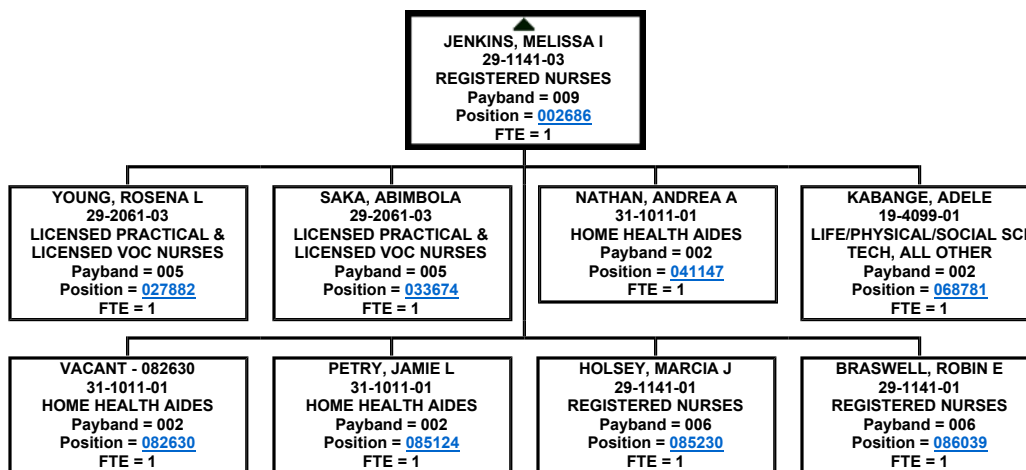 JENKINS, MELISSA I
29-1141-03
REGISTERED NURSES
Payband = 009
Position = 002686
FTE = 1
YOUNG, ROSENA L
29-2061-03
LICENSED PRACTICAL &
LICENSED VOC NURSES
Payband = 005
Position = 027882
FTE = 1
SAKA, ABIMBOLA
29-2061-03
LICENSED PRACTICAL &
LICENSED VOC NURSES
Payband = 005
Position = 033674
FTE = 1
NATHAN, ANDREA A
31-1011-01
HOME HEALTH AIDES
Payband = 002
Position = 041147
FTE = 1
KABANGE, ADELE
19-4099-01
LIFE/PHYSICAL/SOCIAL SCI
TECH, ALL OTHER
Payband = 002
Position = 068781
FTE = 1
VACANT - 082630
31-1011-01
HOME HEALTH AIDES
Payband = 002
Position = 082630
FTE = 1
PETRY, JAMIE L
31-1011-01
HOME HEALTH AIDES
Payband = 002
Position = 085124
FTE = 1
HOLSEY, MARCIA J
29-1141-01
REGISTERED NURSES
Payband = 006
Position = 085230
FTE = 1
BRASWELL, ROBIN E
29-1141-01
REGISTERED NURSES
Payband = 006
Position = 086039
FTE = 1